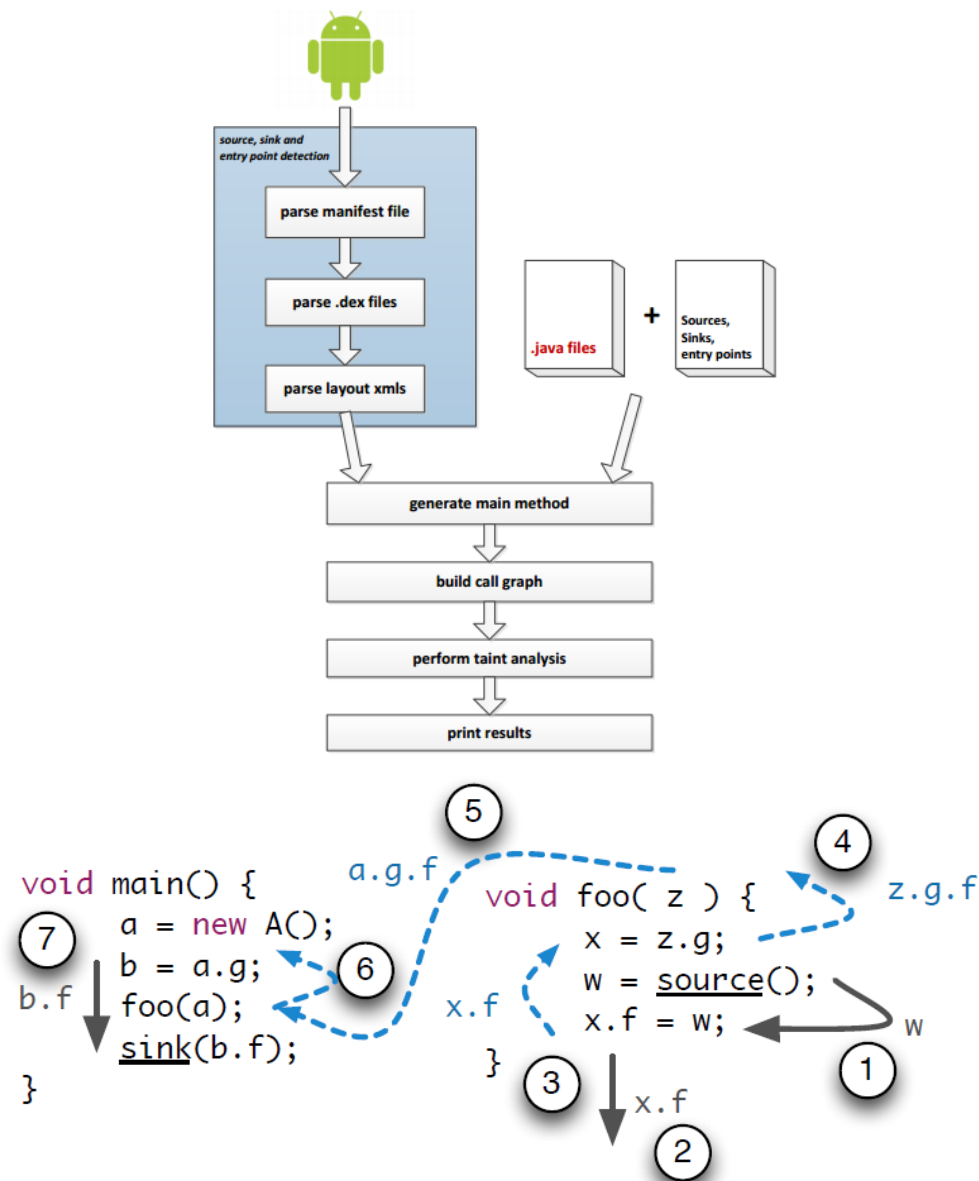 source, sink and
entry point detection
parse manifest file
parse .dex files
parse layout xmls
.java files
+
Sources,
Sinks,
entry points
generate main method
build call graph
perform taint analysis
print results
5
4
a.g.f
z.g.f
void main() {
a = new A();
b = a.g;
foo(a);
sink(b.f);
}
7
b.f
6
void foo( z ) {
x = z.g;
w = source();
x.f = w;
}
x.f
w
3
1
x.f
2